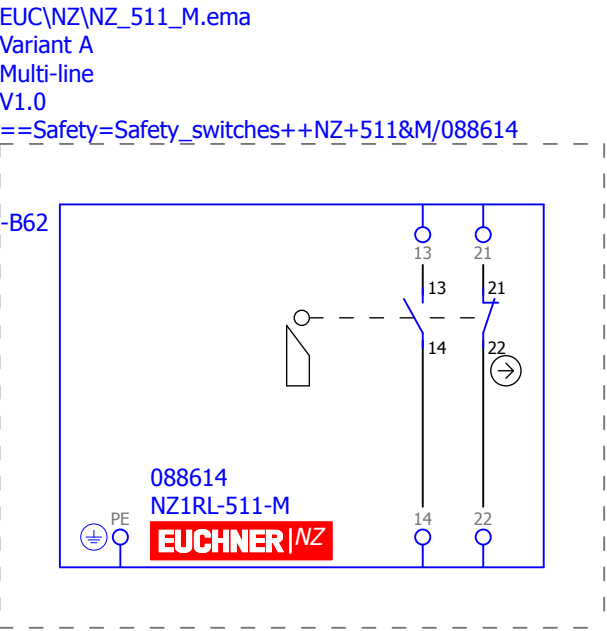 EUC\NZ\NZ_511_M.ema
Variant A
Multi-line
V1.0
==Safety=Safety_switches++NZ+511&M/088614
-B62
13 21
13 21
14 22
088614
NZ1RL-511-M
PE 14 22
EUCHNER|NZ